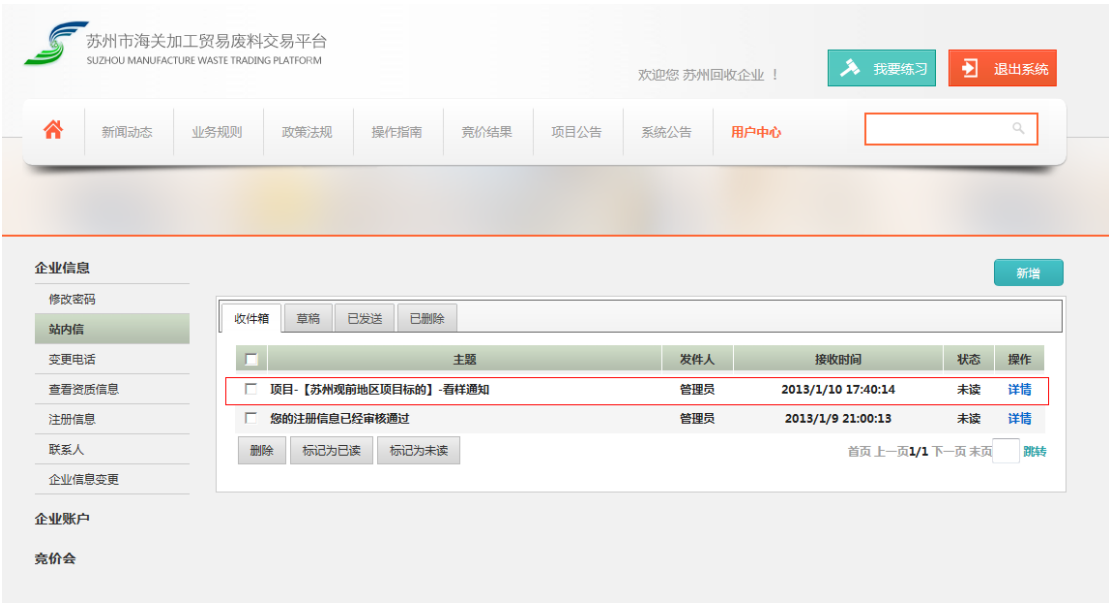 苏州市海关加工贸易废料交易平台
SUZHOU MANUFACTURE WASTE TRADING PLATFORM
欢迎您 苏州回收企业 ！
我要练习
退出系统
新闻动态
业务规则
政策法规
操作指南
竞价结果
项目公告
系统公告
用户中心
企业信息
新增
修改密码
站内信
变更电话
查看资质信息
注册信息
联系人
企业信息变更
企业账户
竞价会
收件箱 草稿 已发送 已删除
主题 发件人 接收时间 状态 操作
项目-【苏州观前地区项目标的】-看样通知 管理员 2013/1/10 17:40:14 未读 详情
您的注册信息已经审核通过 管理员 2013/1/9 21:00:13 未读 详情
删除 标记为已读 标记为未读
首页 上一页1/1 下一页 末页 跳转